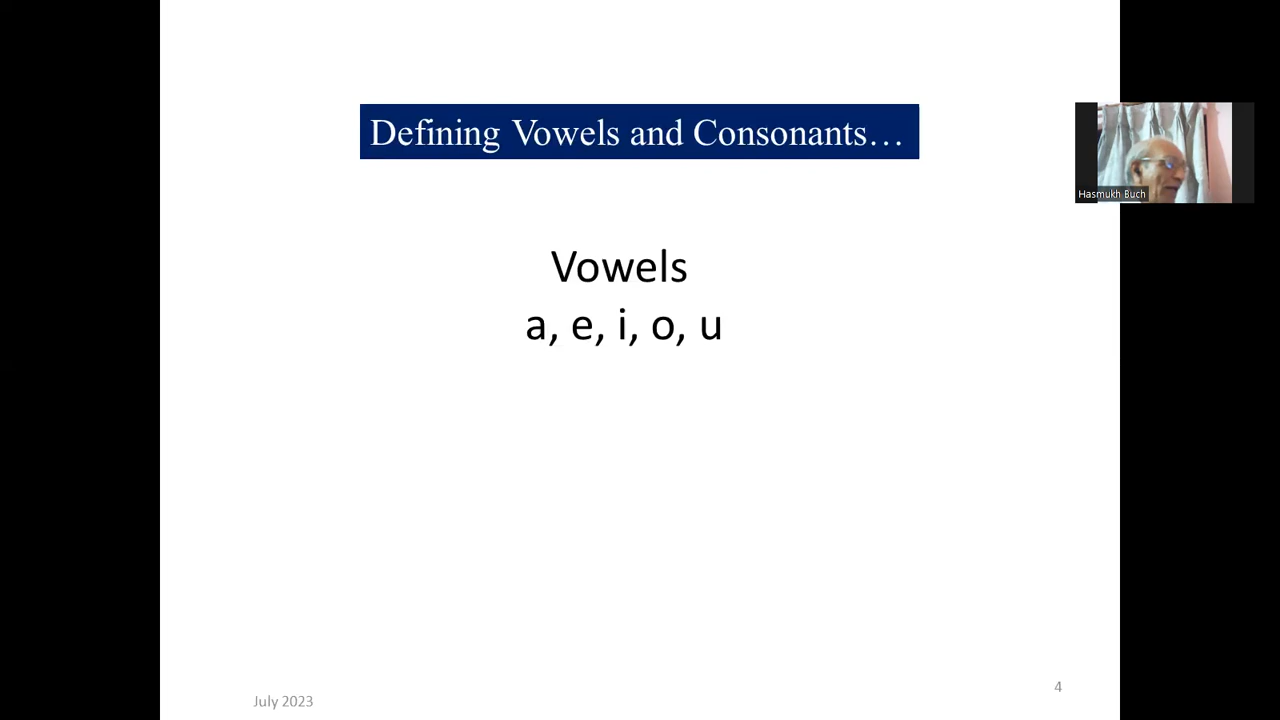 Defining Vowels and Consonants…
Hasmukh Buch
Vowels
a, e, i, o, u
4
July 2023